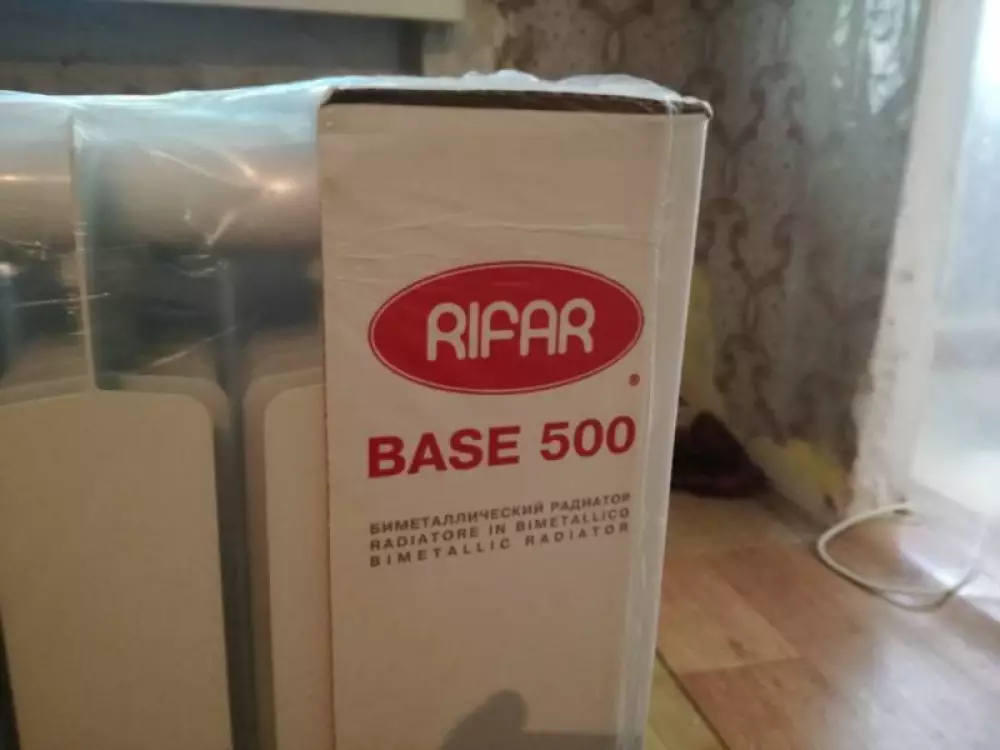 RIFAR
®
BASE 500
БИМЕТАЛЛИЧЕСКИЙ РАДИАТОР
RADIATORE IN BIMETALLICO
BIMETALLIC RADIATOR